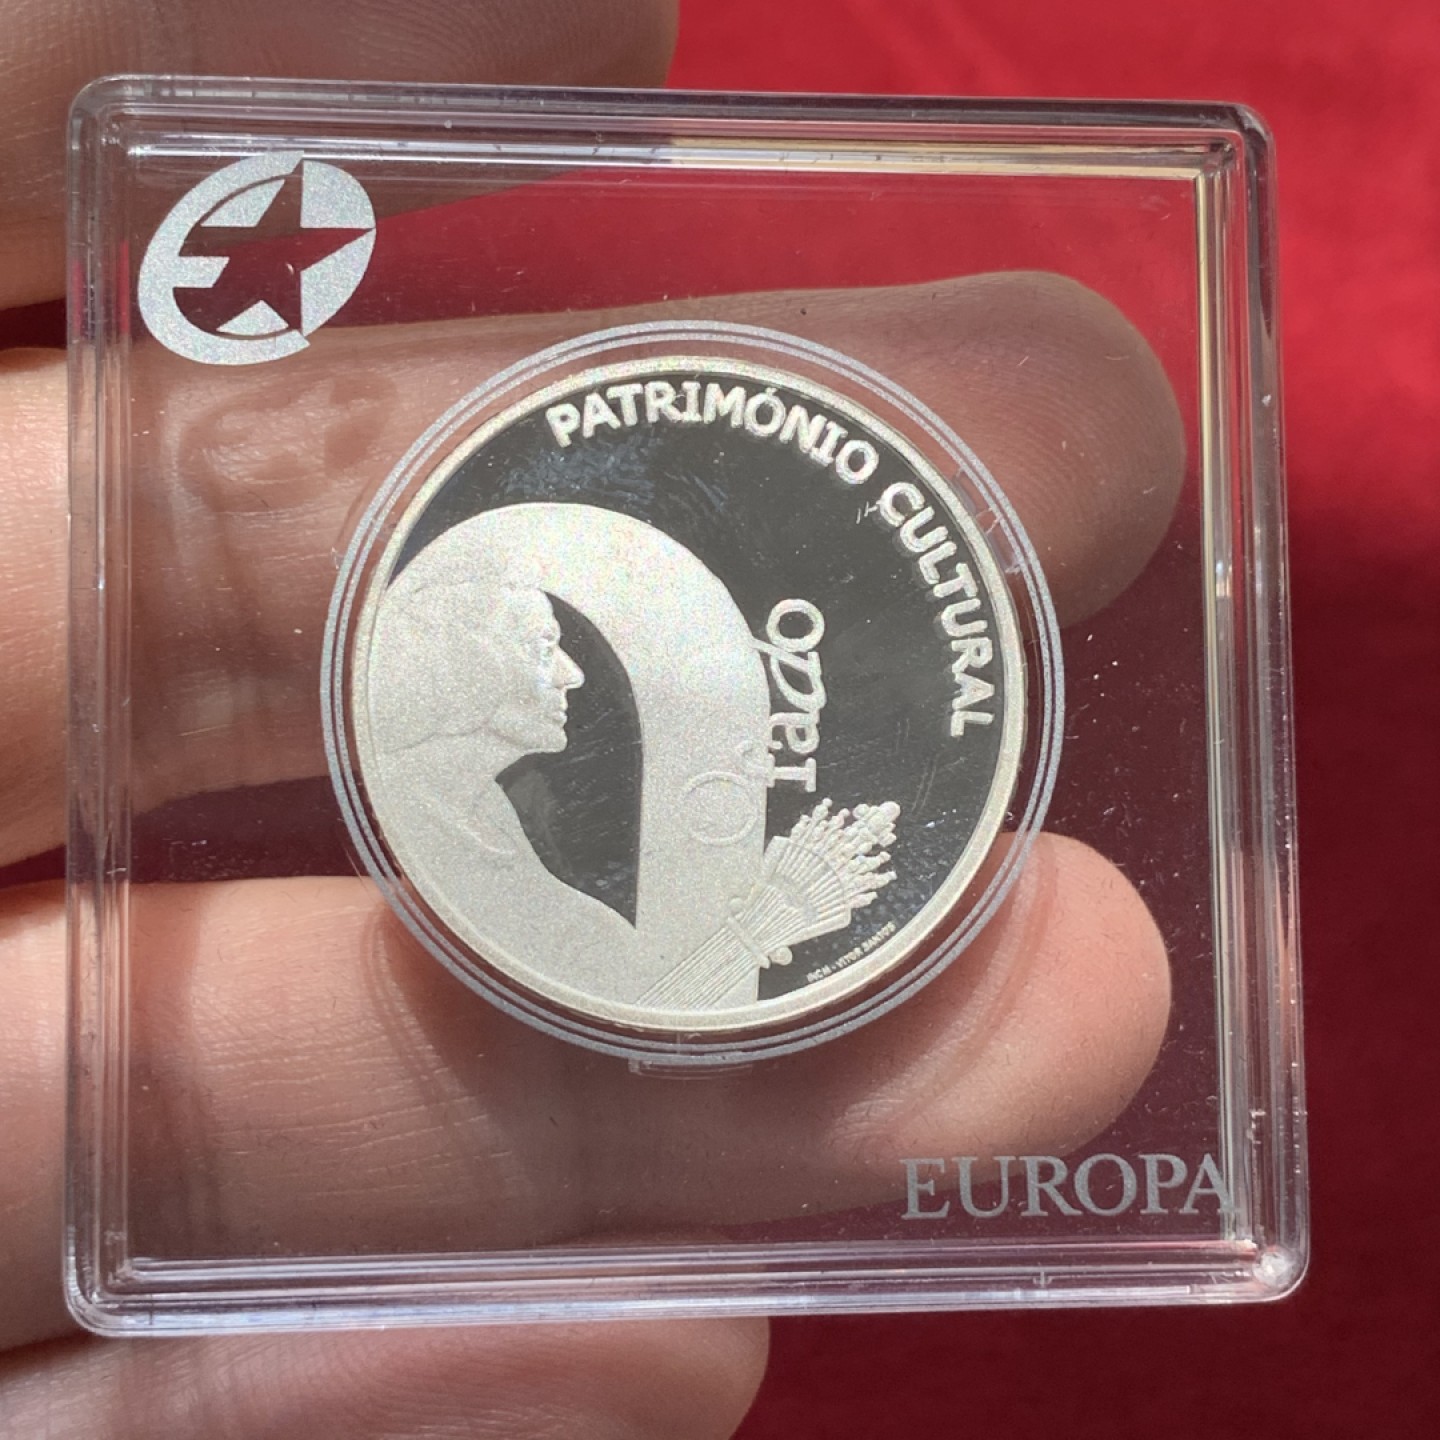 PATRIMÓNIO CULTURAL
Fado
INCM - VITOR SANTOS
EUROPA